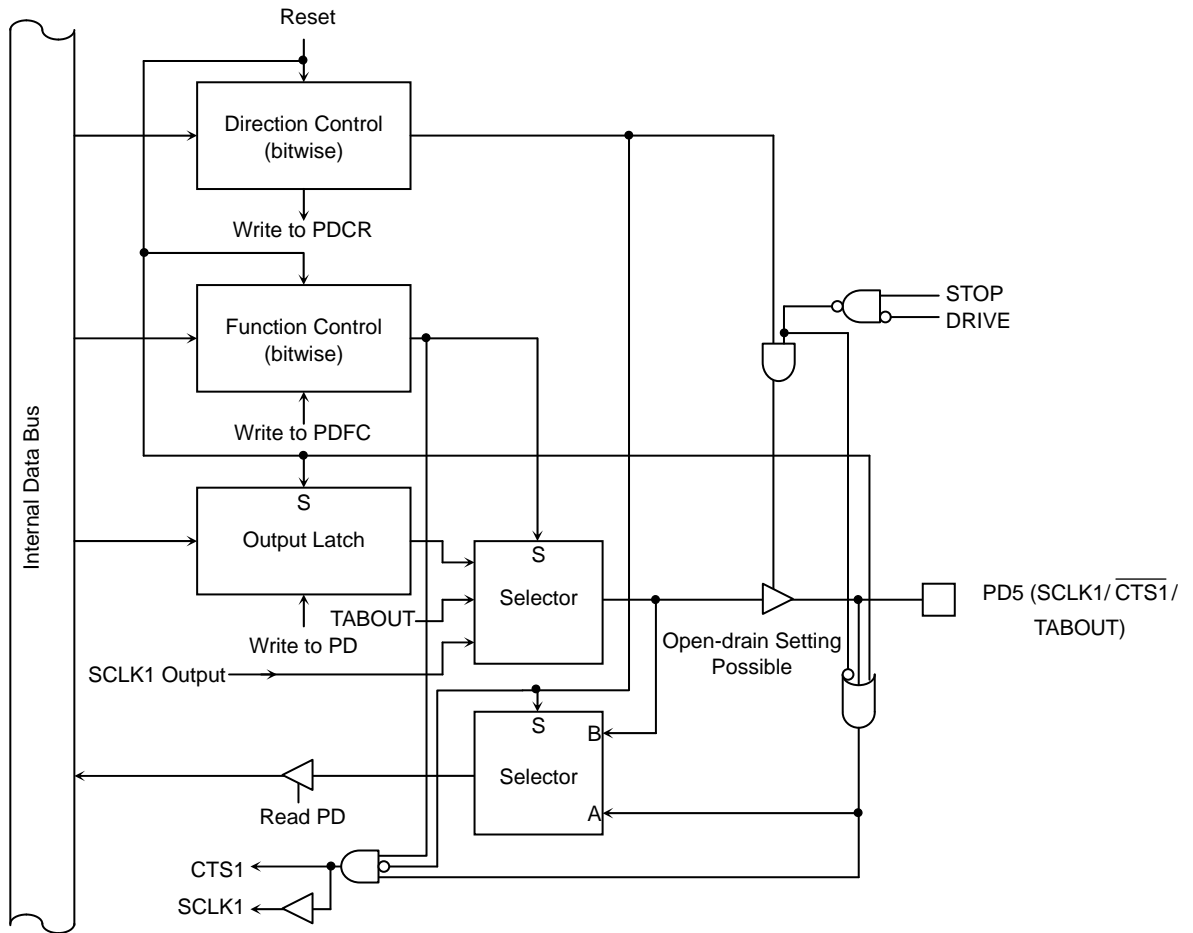 Reset
Direction Control
(bitwise)
Write to PDCR
STOP
DRIVE
Function Control
(bitwise)
Write to PDFC
Internal Data Bus
S
Output Latch
S
Selector
PD5 (SCLK1/ C̅T̅S̅1̅/
TABOUT)
TABOUT
Write to PD
Open-drain Setting
Possible
SCLK1 Output
S
B
Selector
A
Read PD
CTS1
SCLK1